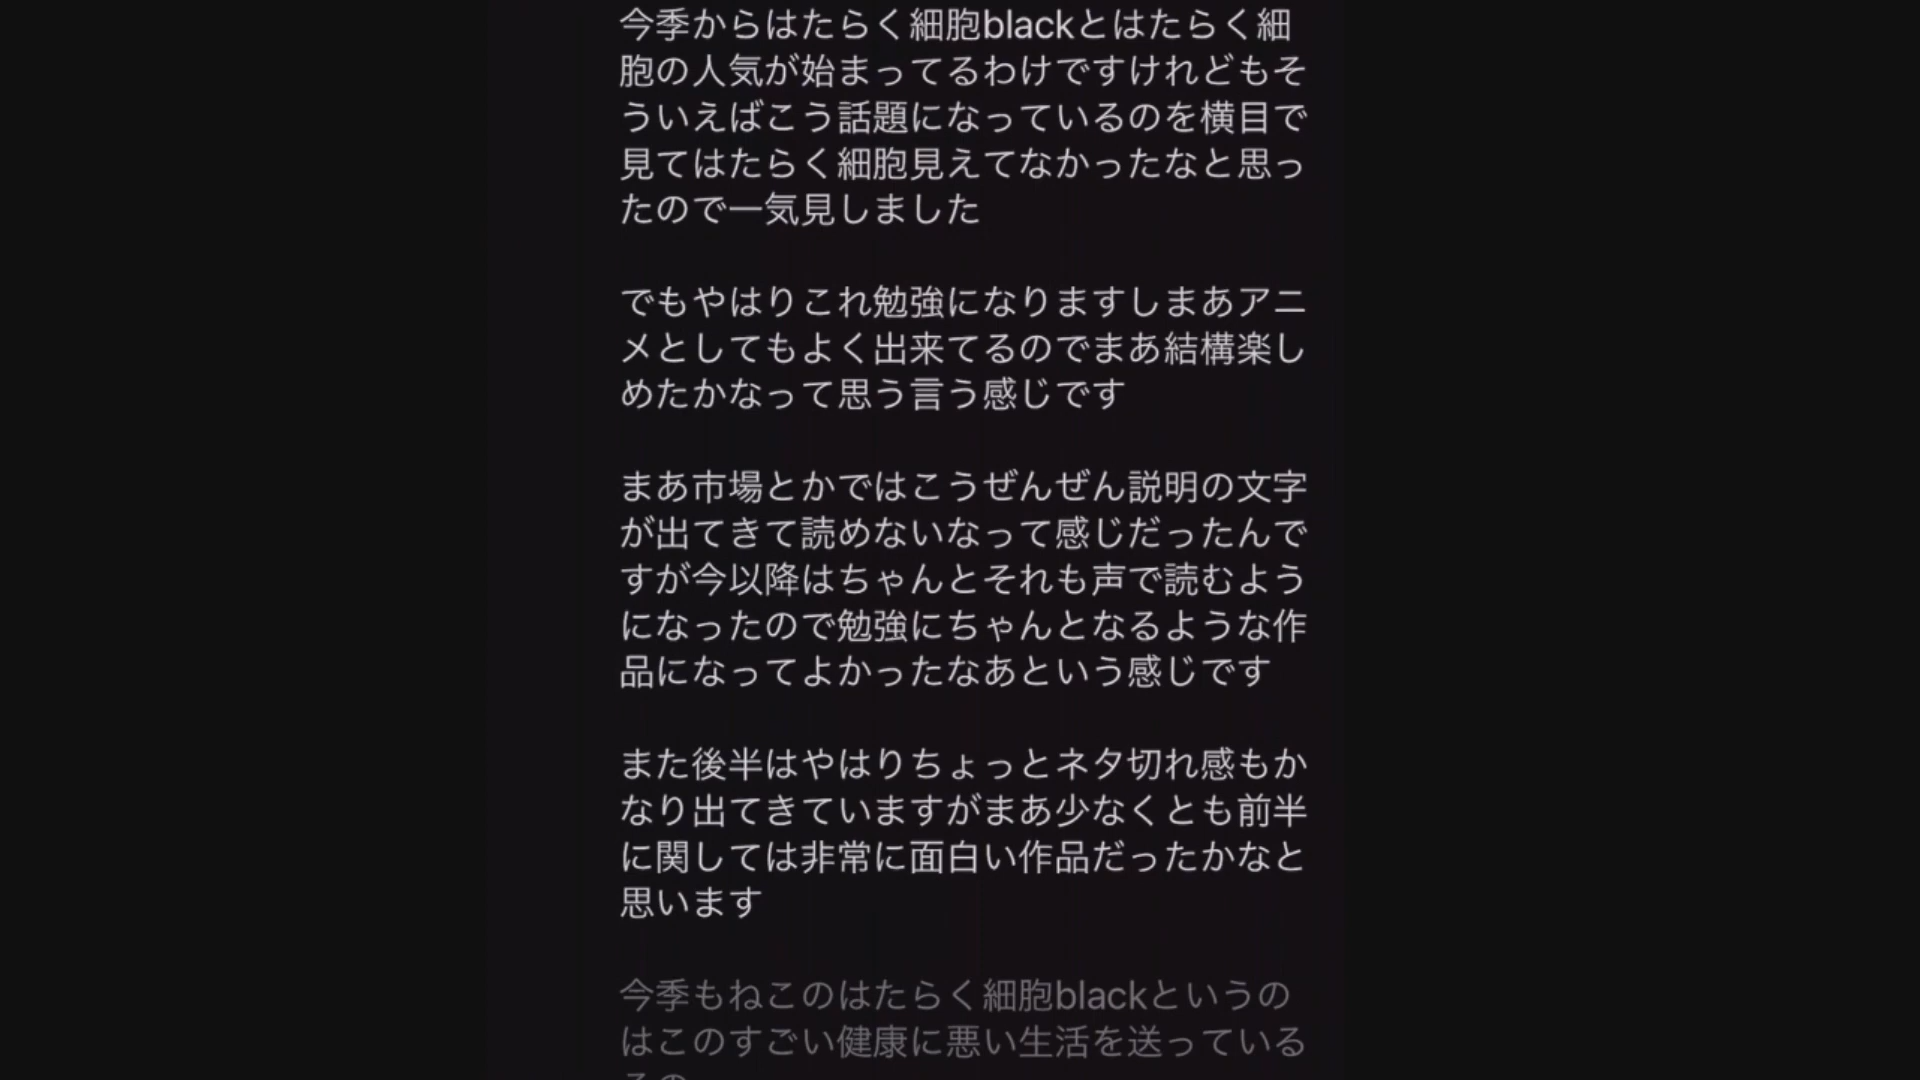 今季からはたらく細胞blackとはたらく細
胞の人気が始まってるわけですけれどもそ
ういえばこう話題になっているのを横目で
見てはたらく細胞見えてなかったなと思っ
たので一気見しました
でもやはりこれ勉強になりますしまあアニ
メとしてもよく出来てるのでまあ結構楽し
めたかなって思う言う感じです
まあ市場とかではこうぜんぜん説明の文字
が出てきて読めないなって感じだったんで
すが今以降はちゃんとそれも声で読むよう
になったので勉強にちゃんとなるような作
品になってよかったなあという感じです
また後半はやはりちょっとネタ切れ感もか
なり出てきていますがまあ少なくとも前半
に関しては非常に面白い作品だったかなと
思います
今季もねこのはたらく細胞blackというの
はこのすごい健康に悪い生活を送っている